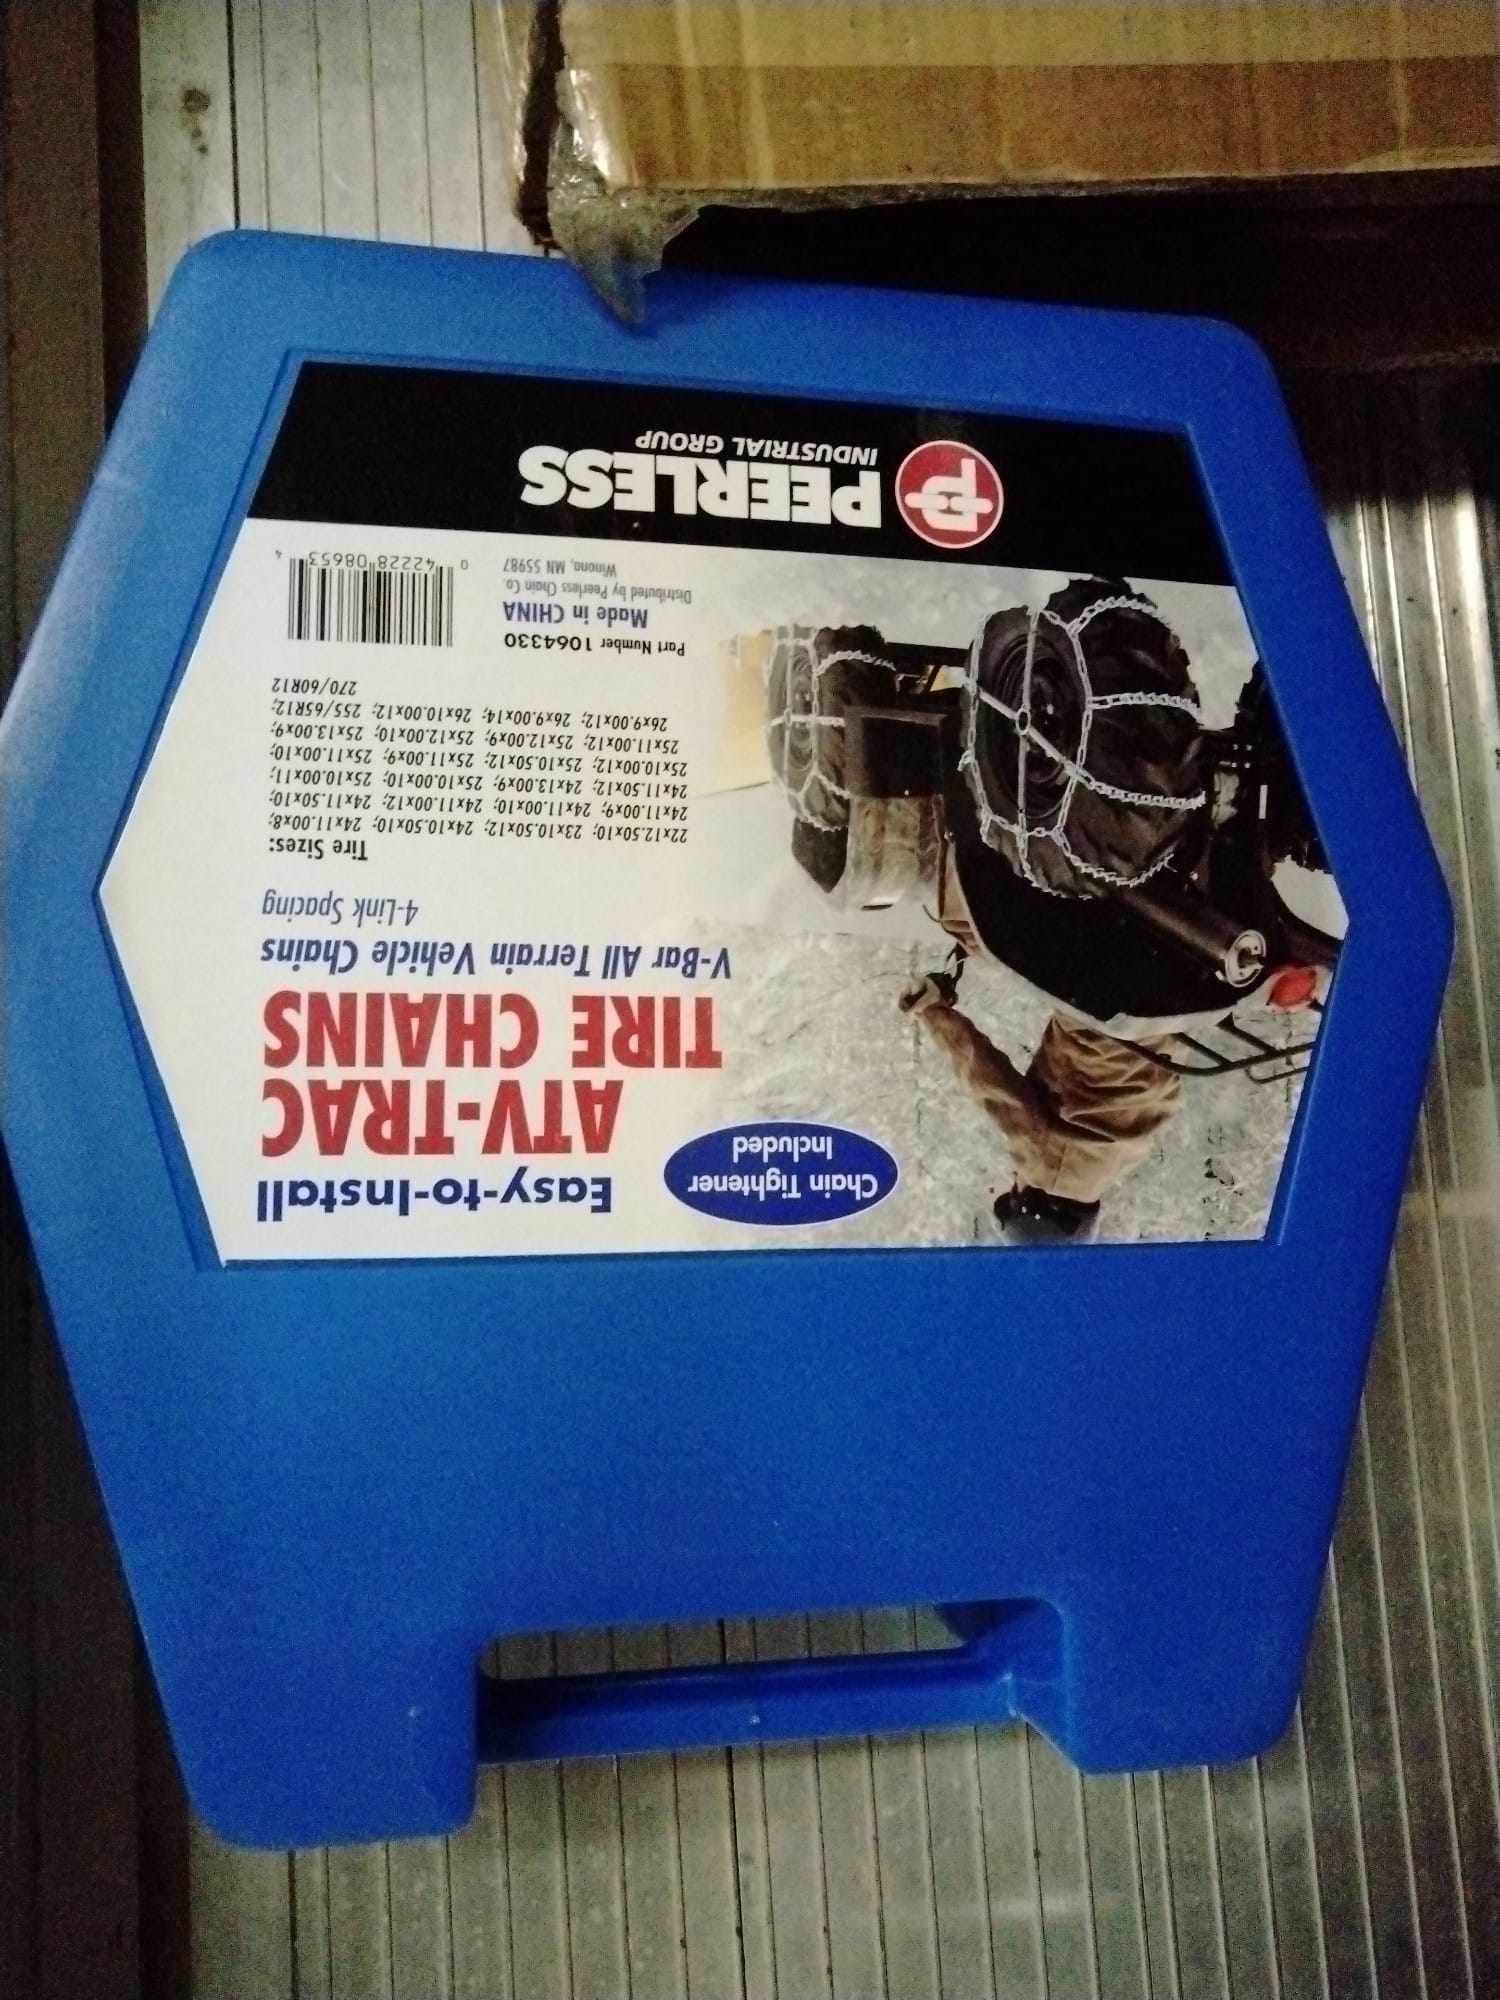 Chain Tightener
Included
Easy-to-Install
ATV-TRAC
TIRE CHAINS
V-Bar All Terrain Vehicle Chains
4-Link Spacing
Tire Sizes:
22x12.50x10; 23x10.50x12; 24x10.50x10; 24x11.00x8;
24x11.00x9; 24x11.00x10; 24x11.00x12; 24x11.50x10;
24x11.50x12; 24x13.00x9; 25x10.00x10; 25x10.00x11;
25x10.00x12; 25x10.50x12; 25x11.00x9; 25x11.00x10;
25x11.00x12; 25x12.00x9; 25x12.00x10; 25x13.00x9;
26x9.00x12; 26x9.00x14; 26x10.00x12; 255/65R12;
270/60R12
Part Number 1064330
Made in CHINA
Distributed by Peerless Chain Co.
Winona, MN 55987
0 42228 08653 4
PEERLESS
INDUSTRIAL GROUP